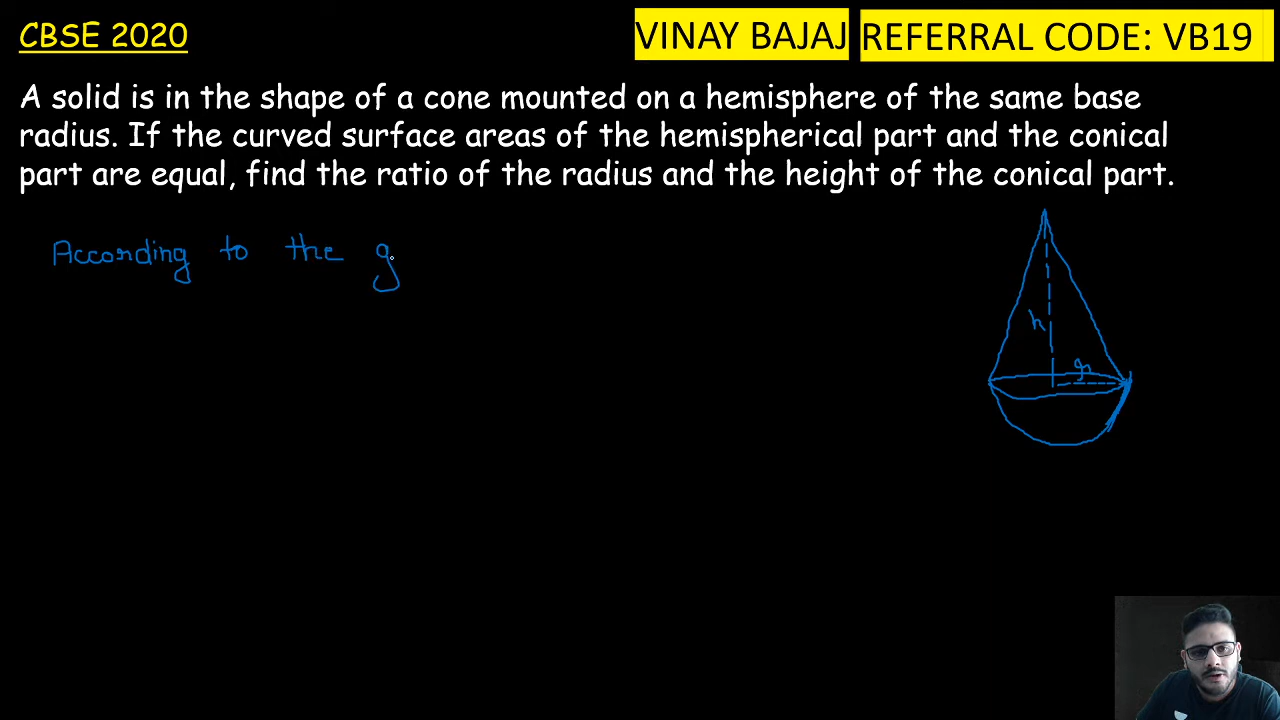 CBSE 2020
VINAY BAJAJ
REFERRAL CODE: VB19
A solid is in the shape of a cone mounted on a hemisphere of the same base
radius. If the curved surface areas of the hemispherical part and the conical
part are equal, find the ratio of the radius and the height of the conical part.
According to the q
h
r